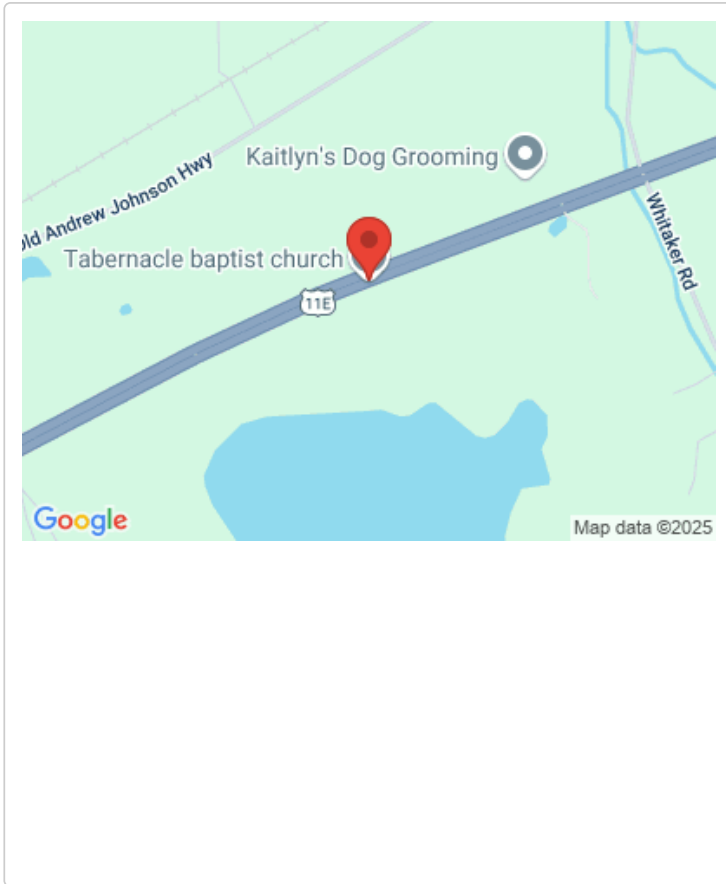 Kaitlyn's Dog Grooming
Old Andrew Johnson Hwy
Tabernacle baptist church
Whitaker Rd
11E
Google
Map data ©2025